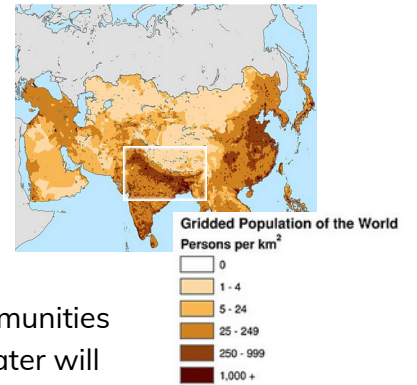 Gridded Population of the World
Persons per km²
0
1 - 4
5 - 24
25 - 249
250 - 999
1,000 +
munities
ater will